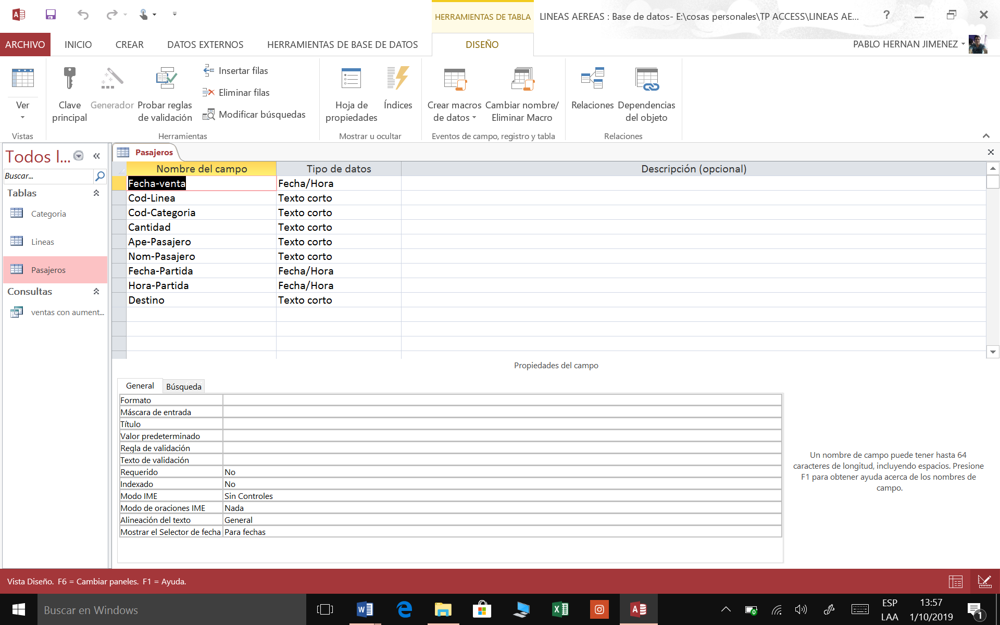 HERRAMIENTAS DE TABLA
LINEAS AEREAS : Base de datos- E:\cosas personales\TP ACCESS\LINEAS AE...
ARCHIVO
INICIO
CREAR
DATOS EXTERNOS
HERRAMIENTAS DE BASE DE DATOS
DISEÑO
PABLO HERNAN JIMENEZ
Ver
Vistas
Clave
principal
Generador
Probar reglas
de validación
Insertar filas
Eliminar filas
Modificar búsquedas
Herramientas
Hoja de
propiedades
Índices
Mostrar u ocultar
Crear macros
de datos
Cambiar nombre/
Eliminar Macro
Eventos de campo, registro y tabla
Relaciones
Dependencias
del objeto
Relaciones
Todos l...
Buscar...
Tablas
Categoria
Lineas
Pasajeros
Consultas
ventas con aument...
Pasajeros
Nombre del campo Tipo de datos Descripción (opcional)
Fecha-venta Fecha/Hora
Cod-Linea Texto corto
Cod-Categoria Texto corto
Cantidad Texto corto
Ape-Pasajero Texto corto
Nom-Pasajero Texto corto
Fecha-Partida Fecha/Hora
Hora-Partida Fecha/Hora
Destino Texto corto
Propiedades del campo
General Búsqueda
Formato
Máscara de entrada
Título
Valor predeterminado
Regla de validación
Texto de validación
Requerido No
Indexado No
Modo IME Sin Controles
Modo de oraciones IME Nada
Alineación del texto General
Mostrar el Selector de fecha Para fechas
Un nombre de campo puede tener hasta 64
caracteres de longitud, incluyendo espacios. Presione
F1 para obtener ayuda acerca de los nombres de
campo.
Vista Diseño. F6 = Cambiar paneles. F1 = Ayuda.
Buscar en Windows
ESP
LAA
13:57
1/10/2019
1